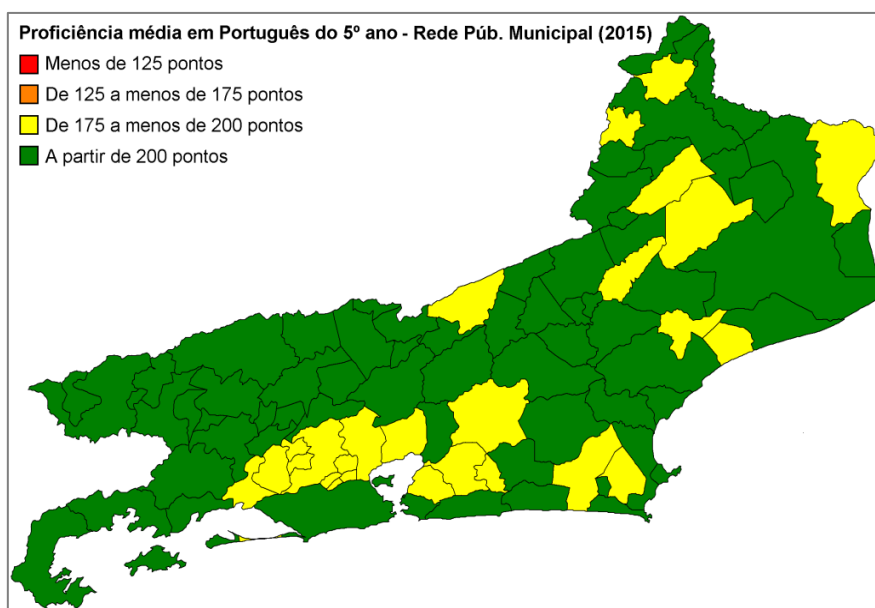 Proficiência média em Português do 5º ano - Rede Púb. Municipal (2015)
Menos de 125 pontos
De 125 a menos de 175 pontos
De 175 a menos de 200 pontos
A partir de 200 pontos